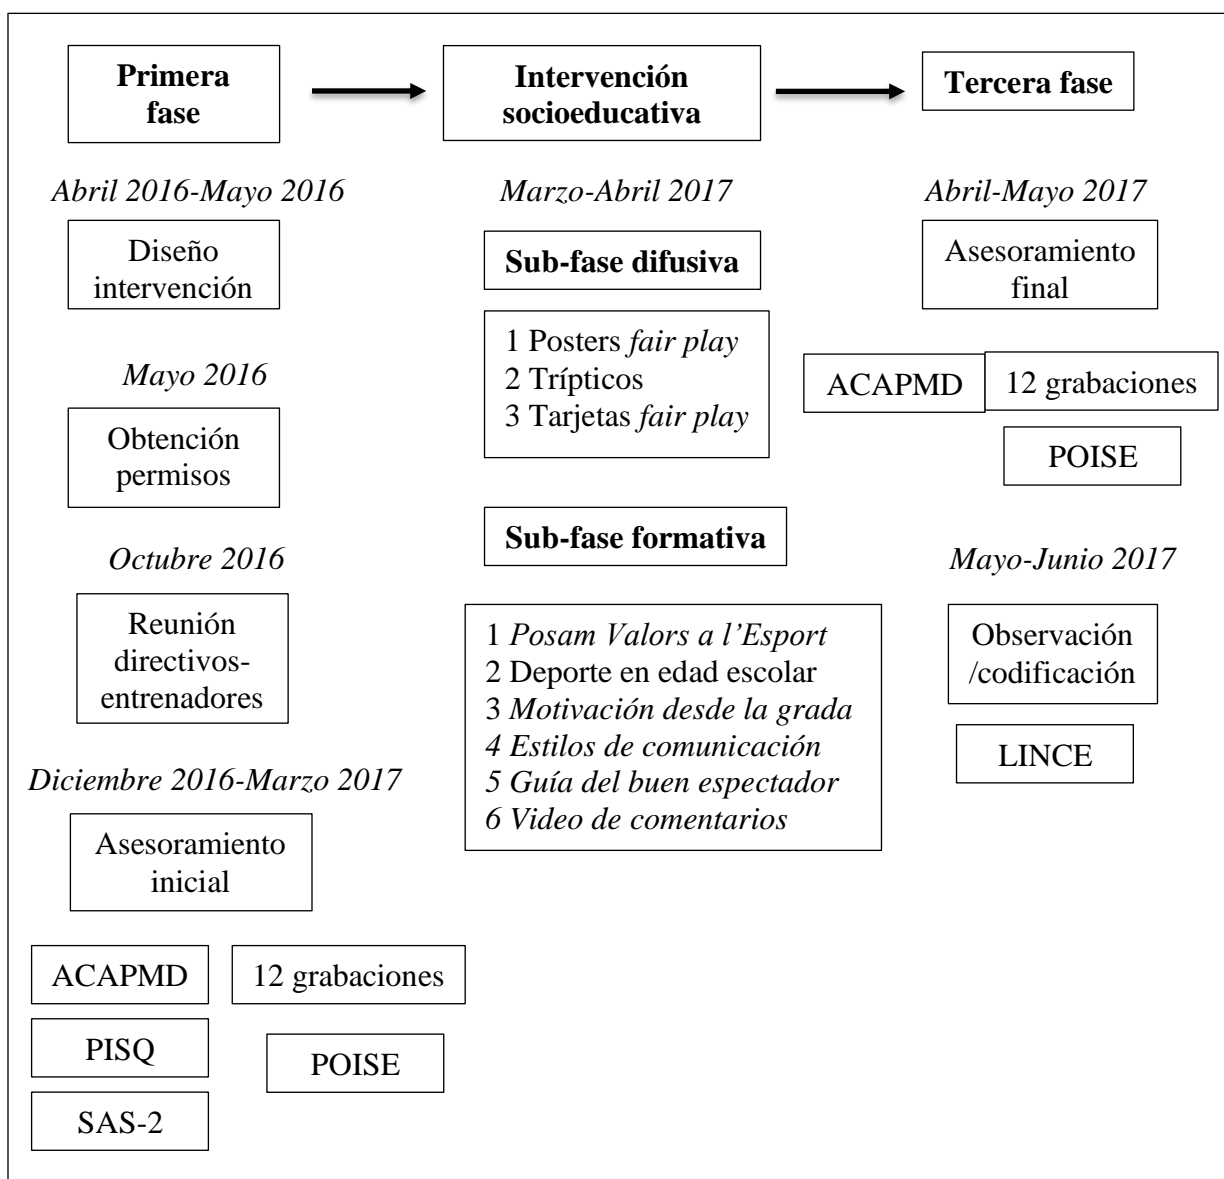 Primera
fase
Intervención
socioeducativa
Tercera fase
Abril 2016-Mayo 2016
Diseño
intervención
Mayo 2016
Obtención
permisos
Octubre 2016
Reunión
directivos-
entrenadores
Diciembre 2016-Marzo 2017
Asesoramiento
inicial
ACAPMD
12 grabaciones
PISQ
POISE
SAS-2
Marzo-Abril 2017
Sub-fase difusiva
1 Posters fair play
2 Trípticos
3 Tarjetas fair play
Sub-fase formativa
1 Posam Valors a l’Esport
2 Deporte en edad escolar
3 Motivación desde la grada
4 Estilos de comunicación
5 Guía del buen espectador
6 Video de comentarios
Abril-Mayo 2017
Asesoramiento
final
ACAPMD
12 grabaciones
POISE
Mayo-Junio 2017
Observación
/codificación
LINCE